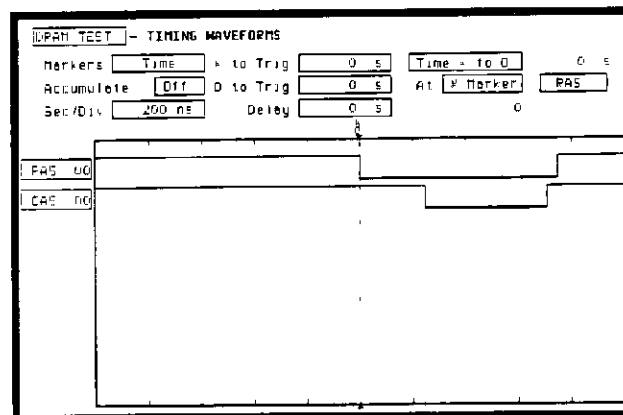 DRAM TEST - TIMING WAVEFORMS
Markers Time X to Trig 0 s Time X to O 0 s
Accumulate Off O to Trig 0 s At X Marker RAS
Sec/Div 200 ns Delay 0 s 0
RAS 00
CAS 00